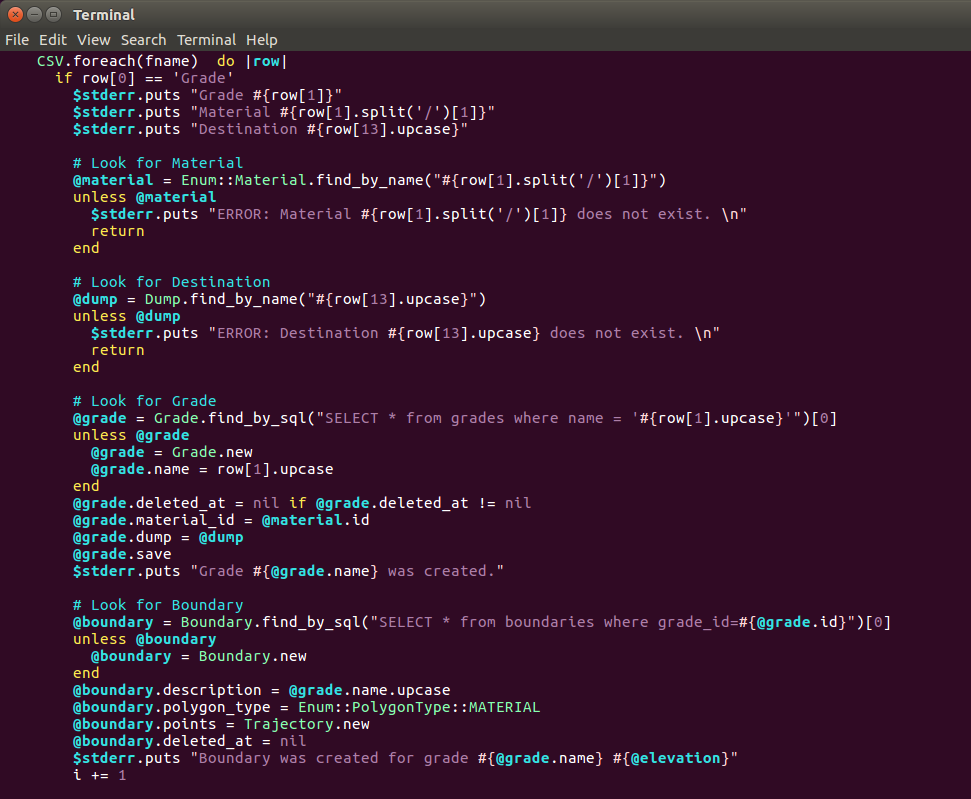 Terminal
File Edit View Search Terminal Help
    CSV.foreach(fname)  do |row|
      if row[0] == 'Grade'
        $stderr.puts "Grade #{row[1]}"
        $stderr.puts "Material #{row[1].split('/')[1]}"
        $stderr.puts "Destination #{row[13].upcase}"

        # Look for Material
        @material = Enum::Material.find_by_name("#{row[1].split('/')[1]}")
        unless @material
          $stderr.puts "ERROR: Material #{row[1].split('/')[1]} does not exist. \n"
          return
        end

        # Look for Destination
        @dump = Dump.find_by_name("#{row[13].upcase}")
        unless @dump
          $stderr.puts "ERROR: Destination #{row[13].upcase} does not exist. \n"
          return
        end

        # Look for Grade
        @grade = Grade.find_by_sql("SELECT * from grades where name = '#{row[1].upcase}'")[0]
        unless @grade
          @grade = Grade.new
          @grade.name = row[1].upcase
        end
        @grade.deleted_at = nil if @grade.deleted_at != nil
        @grade.material_id = @material.id
        @grade.dump = @dump
        @grade.save
        $stderr.puts "Grade #{@grade.name} was created."

        # Look for Boundary
        @boundary = Boundary.find_by_sql("SELECT * from boundaries where grade_id=#{@grade.id}")[0]
        unless @boundary
          @boundary = Boundary.new
        end
        @boundary.description = @grade.name.upcase
        @boundary.polygon_type = Enum::PolygonType::MATERIAL
        @boundary.points = Trajectory.new
        @boundary.deleted_at = nil
        $stderr.puts "Boundary was created for grade #{@grade.name} #{@elevation}"
        i += 1